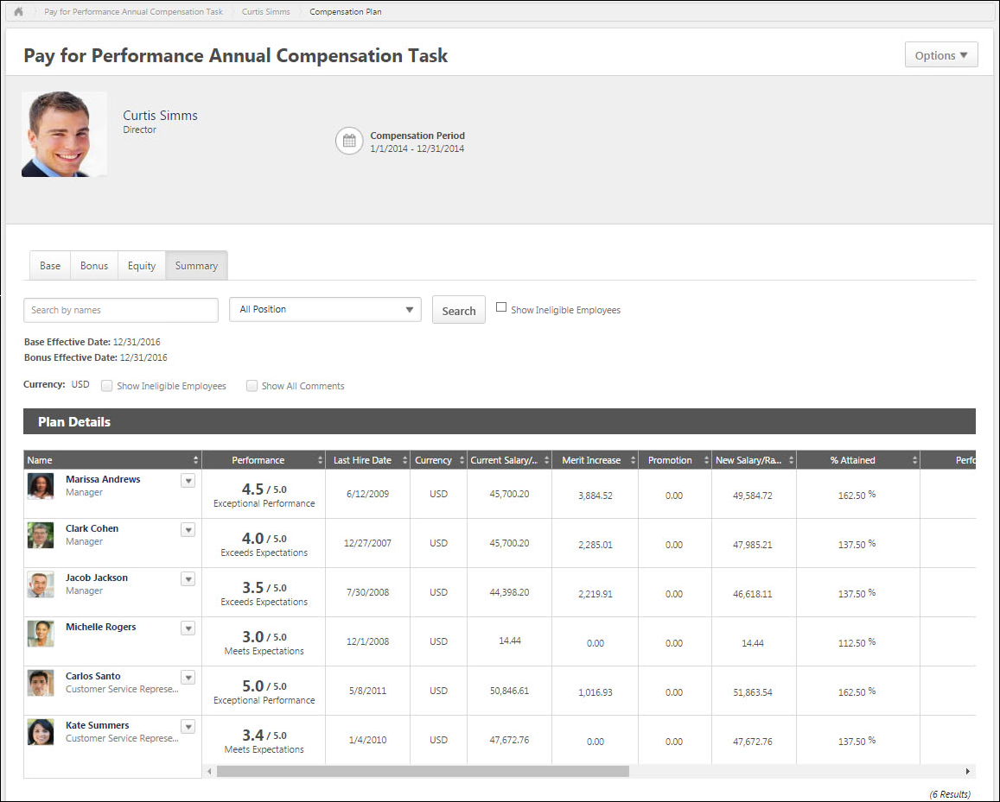 Pay for Performance Annual Compensation Task Curtis Simms Compensation Plan
Pay for Performance Annual Compensation Task
Options
Curtis Simms
Director
Compensation Period
1/1/2014 - 12/31/2014
Base Bonus Equity Summary
Search by names All Position Search Show Ineligible Employees
Base Effective Date: 12/31/2016
Bonus Effective Date: 12/31/2016
Currency: USD Show Ineligible Employees Show All Comments
Plan Details
Name Performance Last Hire Date Currency Current Salary/... Merit Increase Promotion New Salary/Ra... % Attained Perfo
Marissa Andrews
Manager
4.5 / 5.0
Exceptional Performance
6/12/2009 USD 45,700.20 3,884.52 0.00 49,584.72 162.50 %
Clark Cohen
Manager
4.0 / 5.0
Exceeds Expectations
12/27/2007 USD 45,700.20 2,285.01 0.00 47,985.21 137.50 %
Jacob Jackson
Manager
3.5 / 5.0
Exceeds Expectations
7/30/2008 USD 44,398.20 2,219.91 0.00 46,618.11 137.50 %
Michelle Rogers
3.0 / 5.0
Meets Expectations
12/1/2008 USD 14.44 0.00 0.00 14.44 112.50 %
Carlos Santo
Customer Service Represe...
5.0 / 5.0
Exceptional Performance
5/8/2011 USD 50,846.61 1,016.93 0.00 51,863.54 162.50 %
Kate Summers
Customer Service Represe...
3.4 / 5.0
Meets Expectations
1/4/2010 USD 47,672.76 0.00 0.00 47,672.76 137.50 %
(6 Results)